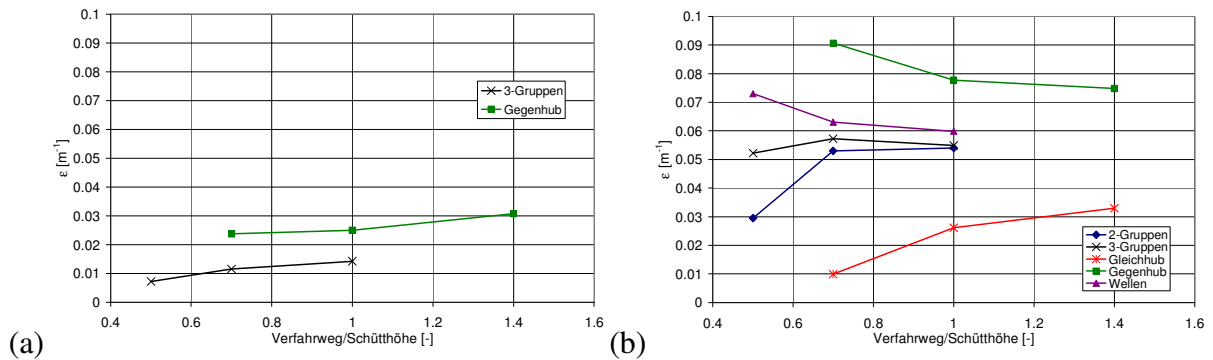 0.1
0.09
0.08
0.07
0.06
0.05
0.04
0.03
0.02
0.01
0
ε [m⁻¹]
3-Gruppen
Gegenhub
0.4 0.6 0.8 1 1.2 1.4 1.6
Verfahrweg/Schütthöhe [-]
(a)
0.1
0.09
0.08
0.07
0.06
0.05
0.04
0.03
0.02
0.01
0
ε [m⁻¹]
2-Gruppen
3-Gruppen
Gleichhub
Gegenhub
Wellen
0.4 0.6 0.8 1 1.2 1.4 1.6
Verfahrweg/Schütthöhe [-]
(b)